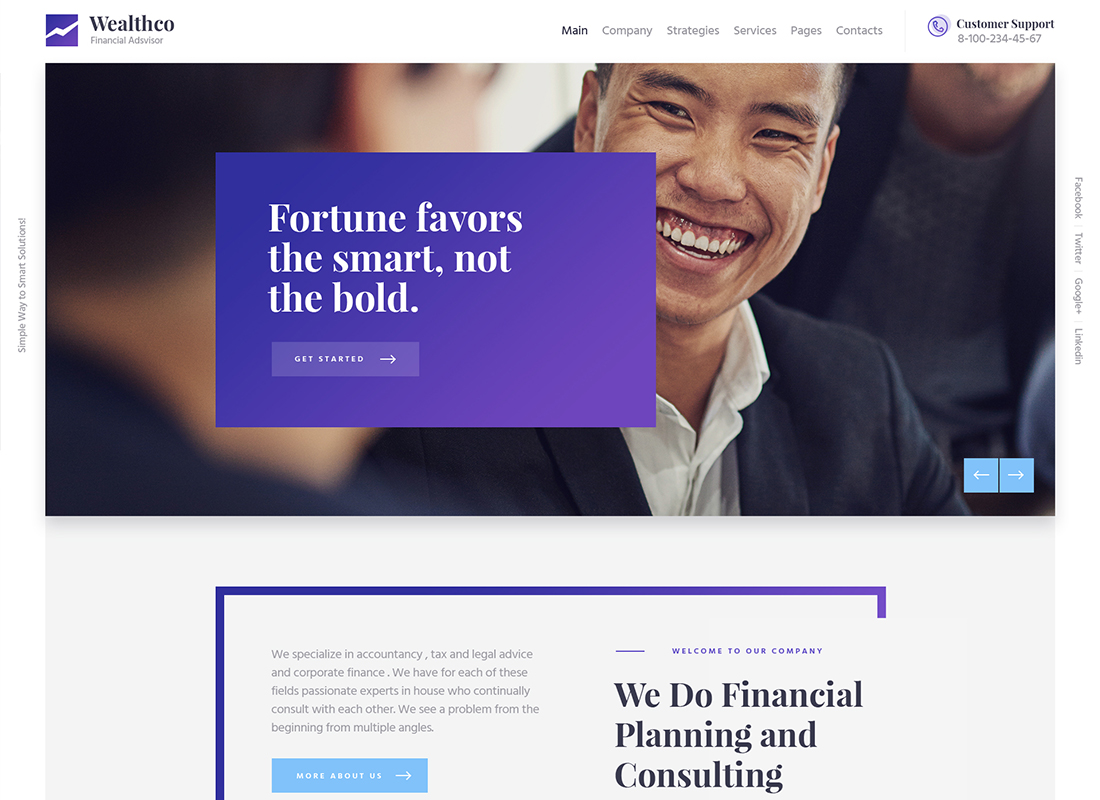 Wealthco
Financial Adsvisor
Main Company Strategies Services Pages Contacts
Customer Support
8-100-234-45-67
Simple Way to Smart Solutions!
Fortune favors
the smart, not
the bold.
GET STARTED
Facebook | Twitter | Google+ | Linkedin
We specialize in accountancy , tax and legal advice
and corporate finance . We have for each of these
fields passionate experts in house who continually
consult with each other. We see a problem from the
beginning from multiple angles.
MORE ABOUT US
WELCOME TO OUR COMPANY
We Do Financial
Planning and
Consulting